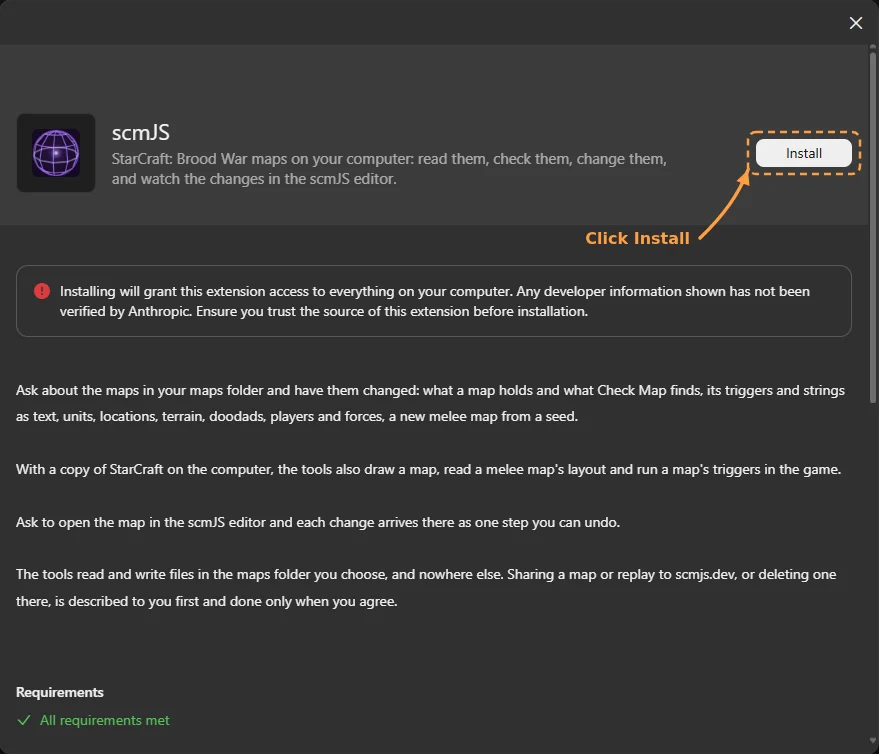 scmJS
StarCraft: Brood War maps on your computer: read them, check them, change them,
and watch the changes in the scmJS editor.
Install
Click Install
Installing will grant this extension access to everything on your computer. Any developer information shown has not been
verified by Anthropic. Ensure you trust the source of this extension before installation.
Ask about the maps in your maps folder and have them changed: what a map holds and what Check Map finds, its triggers and strings
as text, units, locations, terrain, doodads, players and forces, a new melee map from a seed.
With a copy of StarCraft on the computer, the tools also draw a map, read a melee map's layout and run a map's triggers in the game.
Ask to open the map in the scmJS editor and each change arrives there as one step you can undo.
The tools read and write files in the maps folder you choose, and nowhere else. Sharing a map or replay to scmjs.dev, or deleting one
there, is described to you first and done only when you agree.
Requirements
All requirements met